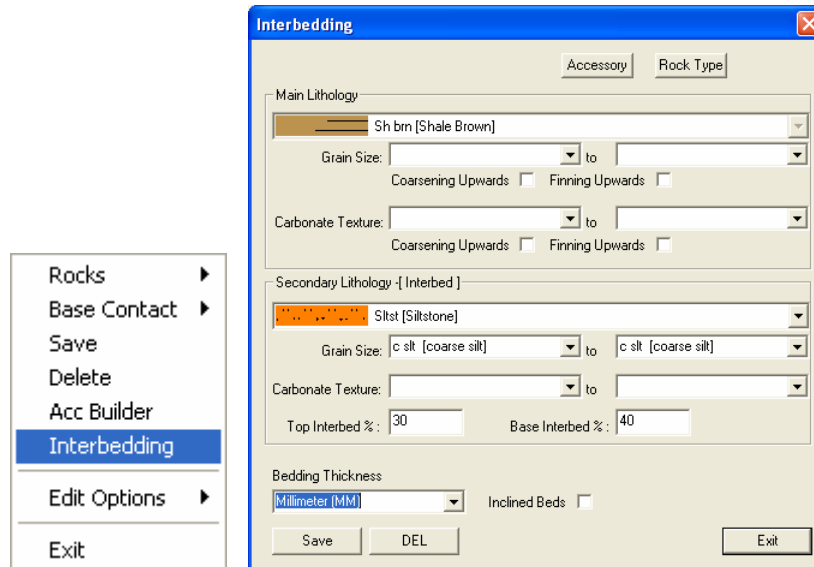 Rocks
Base Contact
Save
Delete
Acc Builder
Interbedding
Edit Options
Exit
Interbedding
Accessory Rock Type
Main Lithology
Sh brn [Shale Brown]
Grain Size: to
Coarsening Upwards Finning Upwards
Carbonate Texture: to
Coarsening Upwards Finning Upwards
Secondary Lithology -[ Interbed ]
Sltst [Siltstone]
Grain Size: c slt [coarse silt] to c slt [coarse silt]
Carbonate Texture: to
Top Interbed % : 30 Base Interbed % : 40
Bedding Thickness
Millimeter (MM) Inclined Beds
Save DEL Exit